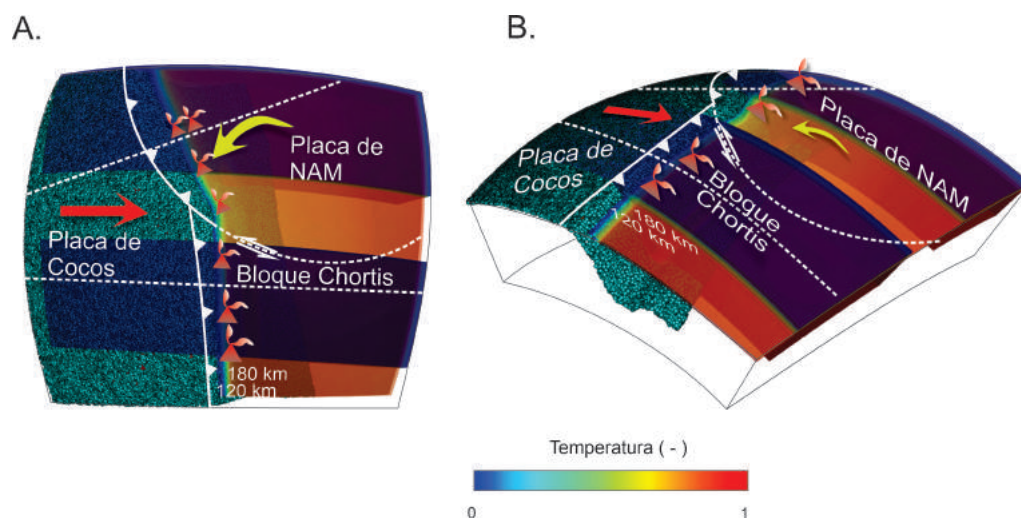 A.
B.
Placa de
NAM
Placa de
Cocos
Bloque Chortis
180 km
120 km
Placa de
Cocos
Placa de NAM
Bloque
Chortis
180 km
120 km
Temperatura ( - )
0
1